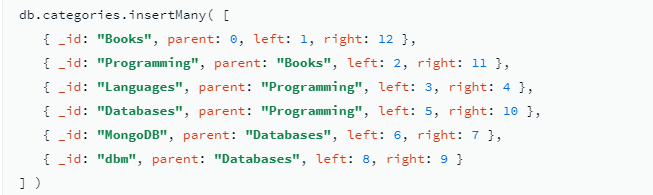 db.categories.insertMany( [
   { _id: "Books", parent: 0, left: 1, right: 12 },
   { _id: "Programming", parent: "Books", left: 2, right: 11 },
   { _id: "Languages", parent: "Programming", left: 3, right: 4 },
   { _id: "Databases", parent: "Programming", left: 5, right: 10 },
   { _id: "MongoDB", parent: "Databases", left: 6, right: 7 },
   { _id: "dbm", parent: "Databases", left: 8, right: 9 }
] )